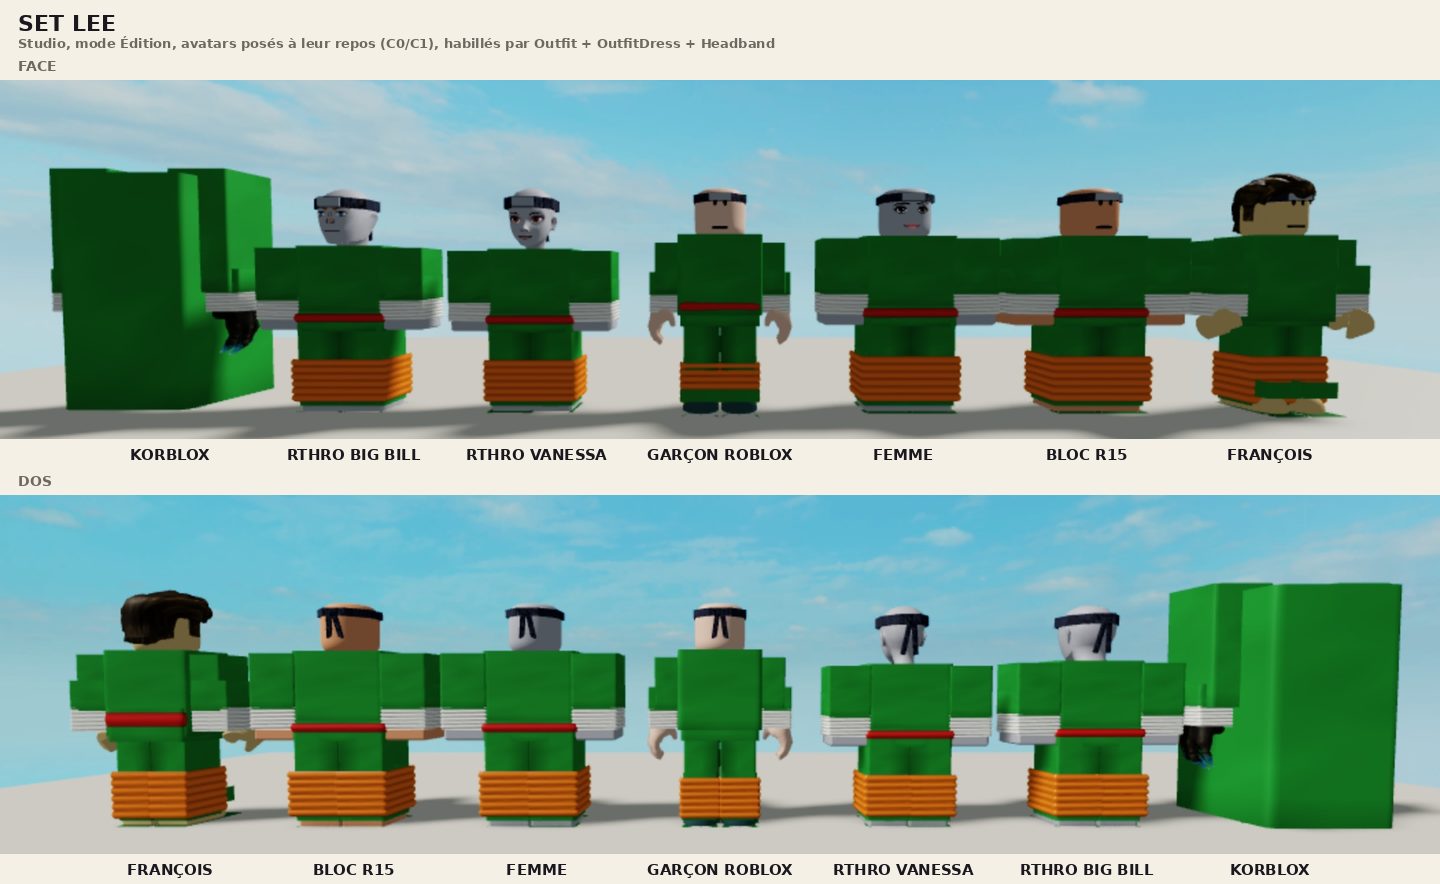 SET LEE
Studio, mode Édition, avatars posés à leur repos (C0/C1), habillés par Outfit + OutfitDress + Headband
FACE
KORBLOX RTHRO BIG BILL RTHRO VANESSA GARÇON ROBLOX FEMME BLOC R15 FRANÇOIS
DOS
FRANÇOIS BLOC R15 FEMME GARÇON ROBLOX RTHRO VANESSA RTHRO BIG BILL KORBLOX